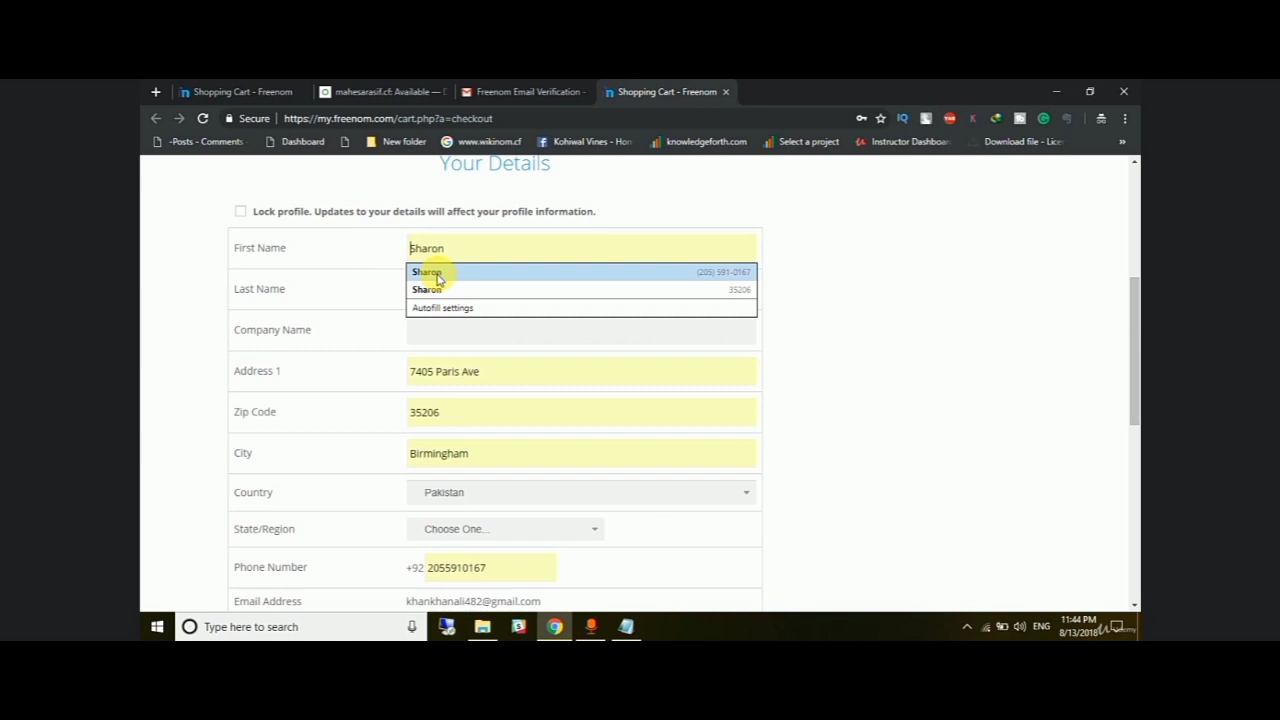 Shopping Cart - Freenom
mahesarasif.cf: Available —
Freenom Email Verification -
Shopping Cart - Freenom
Secure
https://my.freenom.com/cart.php?a=checkout
-Posts - Comments
Dashboard
New folder
www.wikinom.cf
Kohiwal Vines - Hon
knowledgeforth.com
Select a project
Instructor Dashboar
Download file - Lice
»
Your Details
Lock profile. Updates to your details will affect your profile information.
First Name
Sharon
Sharon (205) 591-0167
Sharon 35206
Autofill settings
Last Name
Company Name
Address 1
7405 Paris Ave
Zip Code
35206
City
Birmingham
Country
Pakistan
State/Region
Choose One...
Phone Number
+92 2055910167
Email Address
khankhanali482@gmail.com
Type here to search
ENG
11:44 PM
8/13/2018